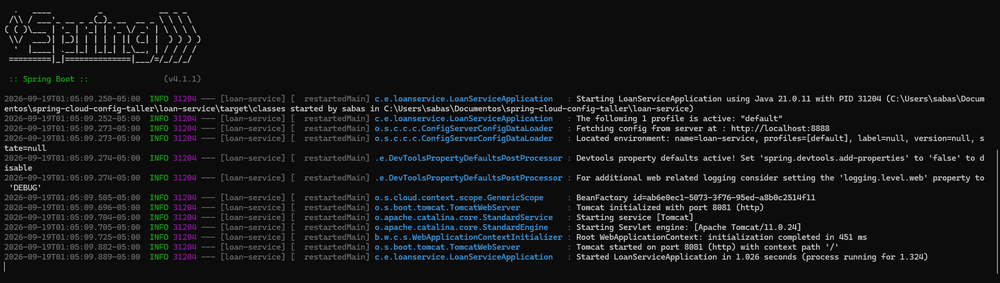 .   ____          _            __ _ _
 /\\ / ___'_ __ _ _(_)_ __  __ _ \ \ \ \
( ( )\___ | '_ | '_| | '_ \/ _` | \ \ \ \
 \\/  ___)| |_)| | | | | || (_| |  ) ) ) )
  '  |____| .__|_| |_|_| |_\__, | / / / /
 =========|_|==============|___/=/_/_/_/

 :: Spring Boot ::                (v4.1.1)

2026-09-19T01:05:09.250-05:00  INFO 31204 --- [loan-service] [  restartedMain] c.e.loanservice.LoanServiceApplication   : Starting LoanServiceApplication using Java 21.0.11 with PID 31204 (C:\Users\sabas\Docum
entos\spring-cloud-config-taller\loan-service\target\classes started by sabas in C:\Users\sabas\Documentos\spring-cloud-config-taller\loan-service)
2026-09-19T01:05:09.252-05:00  INFO 31204 --- [loan-service] [  restartedMain] c.e.loanservice.LoanServiceApplication   : The following 1 profile is active: "default"
2026-09-19T01:05:09.273-05:00  INFO 31204 --- [loan-service] [  restartedMain] o.s.c.c.c.ConfigServerConfigDataLoader   : Fetching config from server at : http://localhost:8888
2026-09-19T01:05:09.273-05:00  INFO 31204 --- [loan-service] [  restartedMain] o.s.c.c.c.ConfigServerConfigDataLoader   : Located environment: name=loan-service, profiles=[default], label=null, version=null, s
tate=null
2026-09-19T01:05:09.274-05:00  INFO 31204 --- [loan-service] [  restartedMain] .e.DevToolsPropertyDefaultsPostProcessor : Devtools property defaults active! Set 'spring.devtools.add-properties' to 'false' to d
isable
2026-09-19T01:05:09.274-05:00  INFO 31204 --- [loan-service] [  restartedMain] .e.DevToolsPropertyDefaultsPostProcessor : For additional web related logging consider setting the 'logging.level.web' property to
 'DEBUG'
2026-09-19T01:05:09.505-05:00  INFO 31204 --- [loan-service] [  restartedMain] o.s.cloud.context.scope.GenericScope     : BeanFactory id=ab6e0ec1-5073-3f76-95ed-a8b0c2514f11
2026-09-19T01:05:09.696-05:00  INFO 31204 --- [loan-service] [  restartedMain] o.s.boot.tomcat.TomcatWebServer          : Tomcat initialized with port 8081 (http)
2026-09-19T01:05:09.704-05:00  INFO 31204 --- [loan-service] [  restartedMain] o.apache.catalina.core.StandardService   : Starting service [Tomcat]
2026-09-19T01:05:09.705-05:00  INFO 31204 --- [loan-service] [  restartedMain] o.apache.catalina.core.StandardEngine    : Starting Servlet engine: [Apache Tomcat/11.0.24]
2026-09-19T01:05:09.725-05:00  INFO 31204 --- [loan-service] [  restartedMain] b.w.c.s.WebApplicationContextInitializer : Root WebApplicationContext: initialization completed in 451 ms
2026-09-19T01:05:09.882-05:00  INFO 31204 --- [loan-service] [  restartedMain] o.s.boot.tomcat.TomcatWebServer          : Tomcat started on port 8081 (http) with context path '/'
2026-09-19T01:05:09.889-05:00  INFO 31204 --- [loan-service] [  restartedMain] c.e.loanservice.LoanServiceApplication   : Started LoanServiceApplication in 1.026 seconds (process running for 1.324)